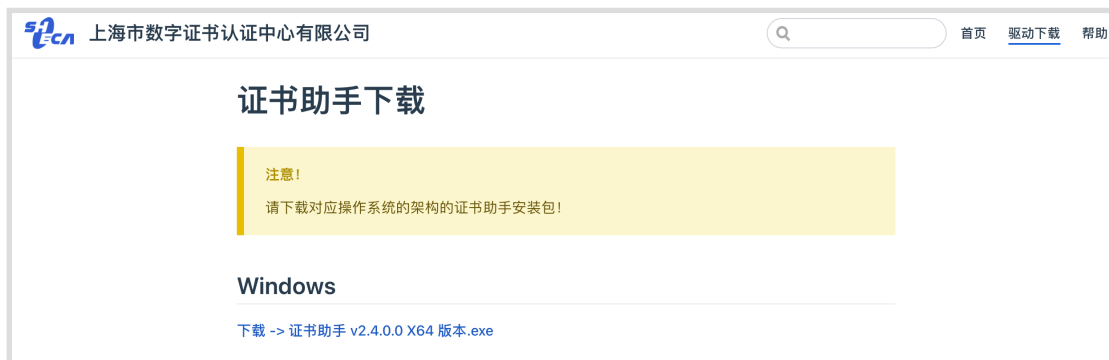 上海市数字证书认证中心有限公司
首页 驱动下载 帮助
证书助手下载
注意!
请下载对应操作系统的架构的证书助手安装包!
Windows
下载 -> 证书助手 v2.4.0.0 X64 版本.exe